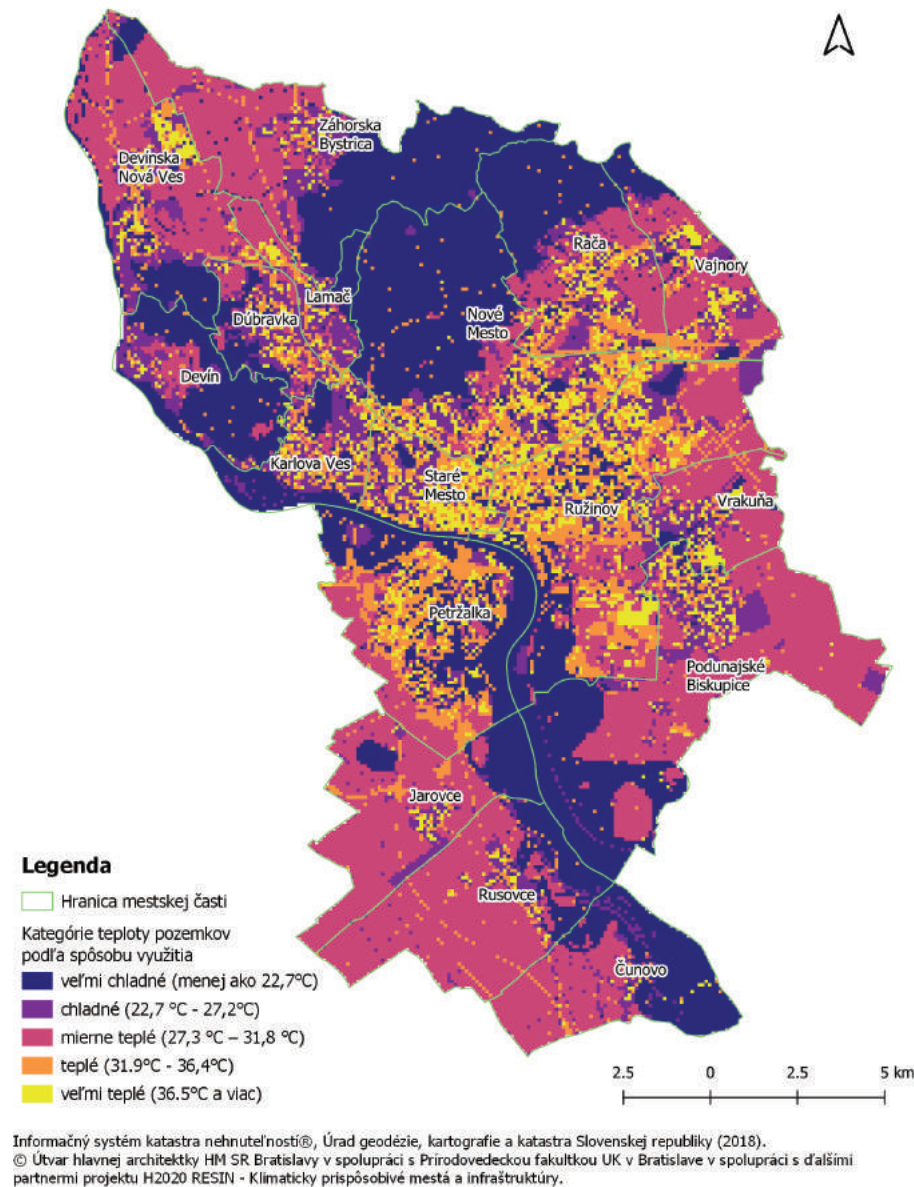 Záhorska
Bystrica
Devínska
Nová Ves
Rača
Vajnory
Lamač
Dúbravka
Nové
Mesto
Devín
Karlova Ves
Staré
Mesto
Ružinov
Vrakuňa
Petržalka
Podunajské
Biskupice
Jarovce
Rusovce
Čunovo
Legenda
Hranica mestskej časti
Kategórie teploty pozemkov
podľa spôsobu využitia
veľmi chladné (menej ako 22,7°C)
chladné (22,7 °C - 27,2°C)
mierne teplé (27,3 °C – 31,8 °C)
teplé (31.9°C - 36,4°C)
veľmi teplé (36.5°C a viac)
2.5 0 2.5 5 km
Informačný systém katastra nehnuteľností®, Úrad geodézie, kartografie a katastra Slovenskej republiky (2018).
© Útvar hlavnej architektky HM SR Bratislavy v spolupráci s Prírodovedeckou fakultkou UK v Bratislave v spolupráci s ďalšími
partnermi projektu H2020 RESIN - Klimaticky prispôsobivé mestá a infraštruktúry.